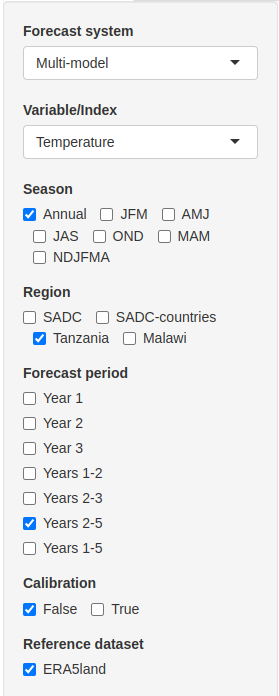 Forecast system
Multi-model
Variable/Index
Temperature
Season
Annual JFM AMJ
JAS OND MAM
NDJFMA
Region
SADC SADC-countries
Tanzania Malawi
Forecast period
Year 1
Year 2
Year 3
Years 1-2
Years 2-3
Years 2-5
Years 1-5
Calibration
False True
Reference dataset
ERA5land